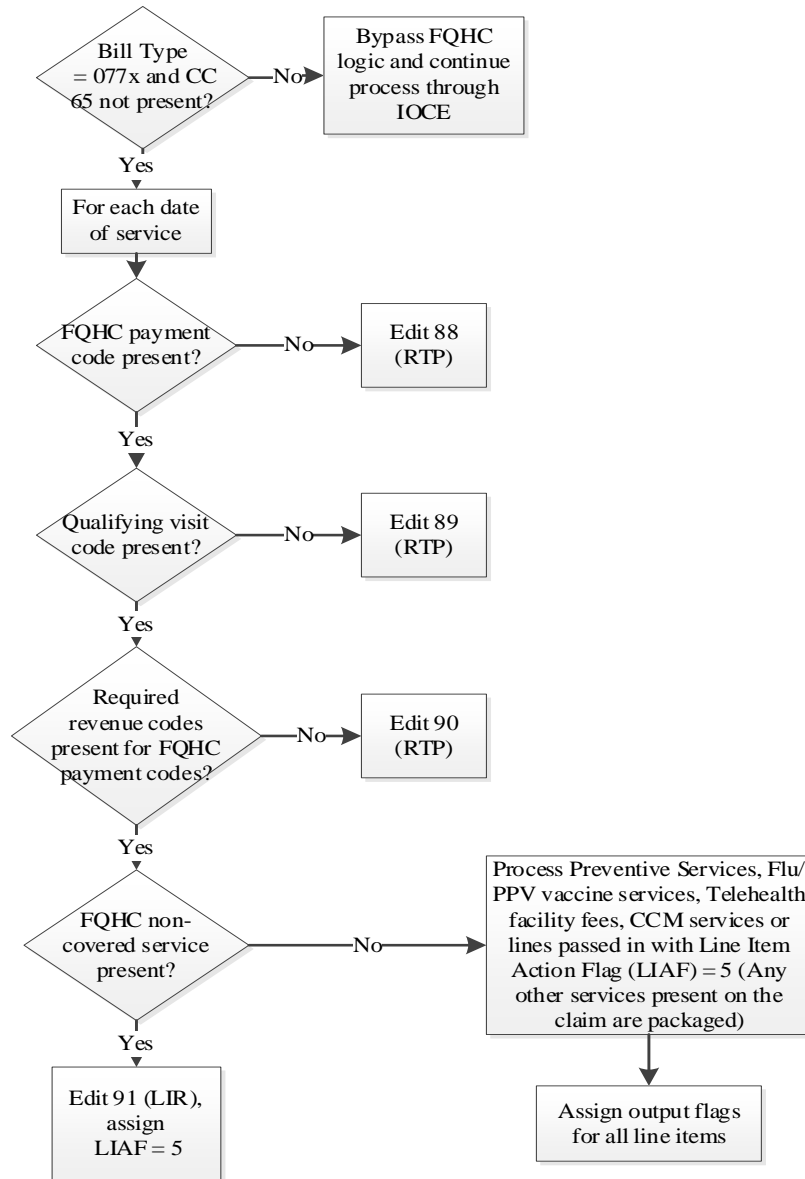 Bill Type
= 077x and CC
65 not present?
No
Bypass FQHC
logic and continue
process through
IOCE
Yes
For each date
of service
FQHC payment
code present?
No
Edit 88
(RTP)
Yes
Qualifying visit
code present?
No
Edit 89
(RTP)
Yes
Required
revenue codes
present for FQHC
payment codes?
No
Edit 90
(RTP)
Yes
FQHC non-
covered service
present?
No
Process Preventive Services, Flu/
PPV vaccine services, Telehealth
facility fees, CCM services or
lines passed in with Line Item
Action Flag (LIAF) = 5 (Any
other services present on the
claim are packaged)
Yes
Edit 91 (LIR),
assign
LIAF = 5
Assign output flags
for all line items